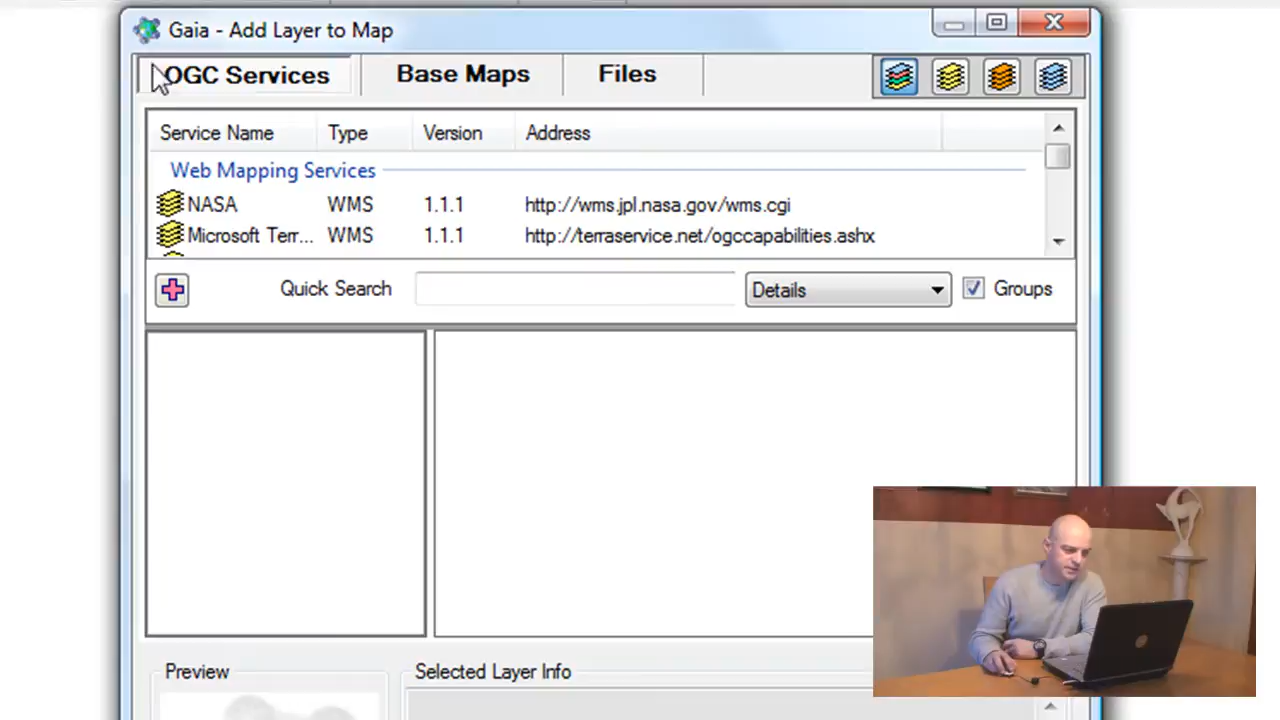 Gaia - Add Layer to Map
OGC Services Base Maps Files
Service Name Type Version Address
Web Mapping Services
NASA WMS 1.1.1 http://wms.jpl.nasa.gov/wms.cgi
Microsoft Terr... WMS 1.1.1 http://terraservice.net/ogccapabilities.ashx
Quick Search Details Groups
Preview Selected Layer Info